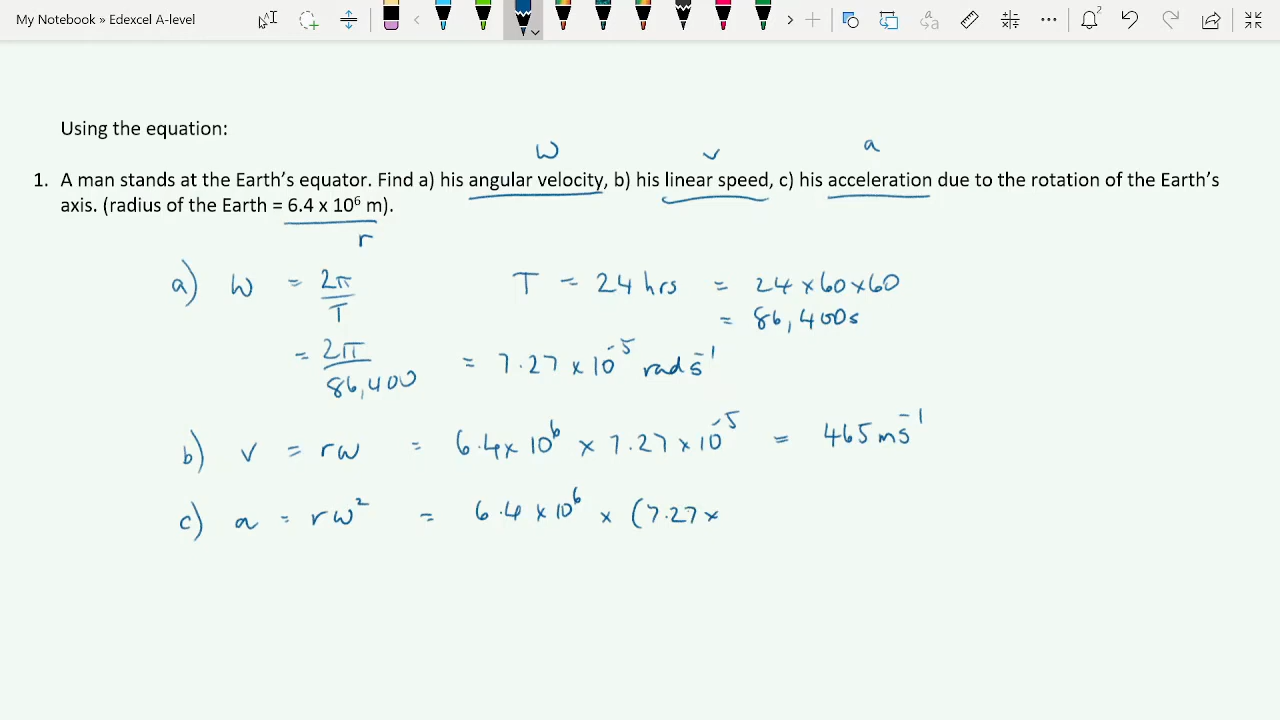 My Notebook » Edexcel A-level
Using the equation:
ω v a
1. A man stands at the Earth's equator. Find a) his angular velocity, b) his linear speed, c) his acceleration due to the rotation of the Earth's
axis. (radius of the Earth = 6.4 x 10⁶ m).
r
a) ω = 2π/T T = 24 hrs = 24 × 60 × 60
= 86,400s
= 2π/86,400 = 7.27 × 10⁻⁵ rad s⁻¹
b) v = rω = 6.4 × 10⁶ × 7.27 × 10⁻⁵ = 465 ms⁻¹
c) a = rω² = 6.4 × 10⁶ × (7.27 ×